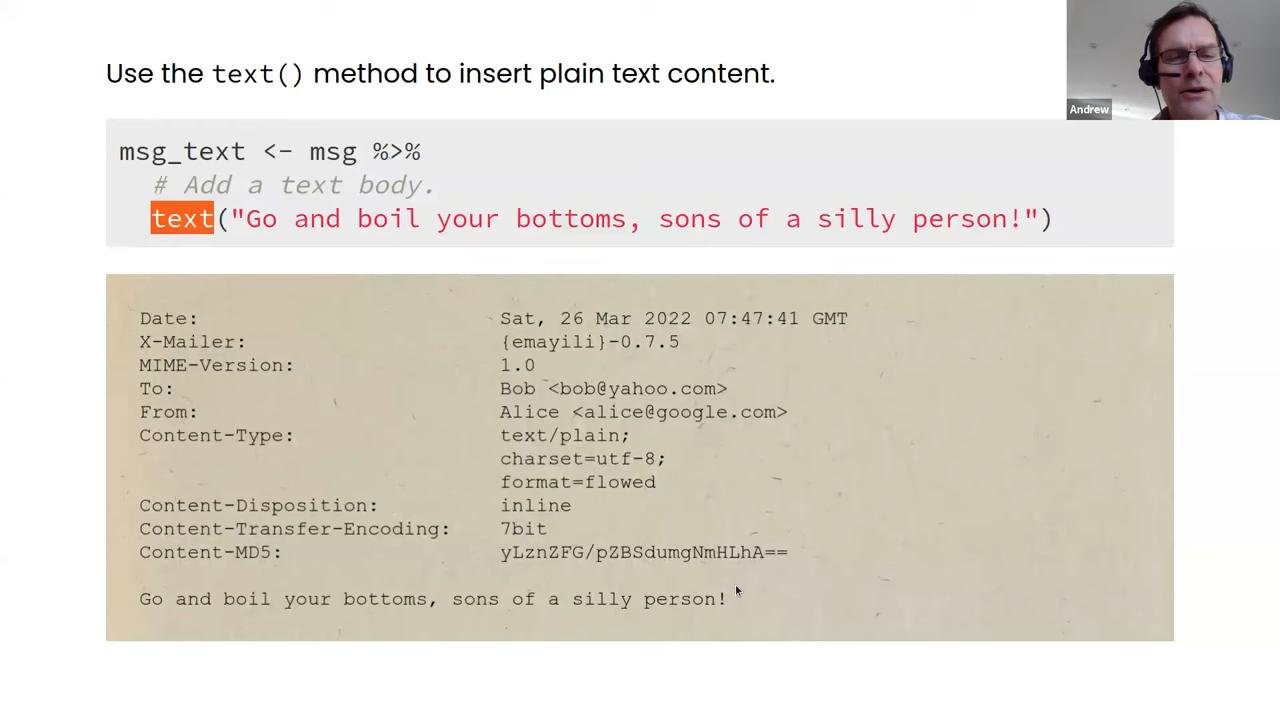 Use the text() method to insert plain text content.
Andrew
msg_text <- msg %>%
# Add a text body.
text("Go and boil your bottoms, sons of a silly person!")
Date: Sat, 26 Mar 2022 07:47:41 GMT
X-Mailer: {emayili}-0.7.5
MIME-Version: 1.0
To: Bob <bob@yahoo.com>
From: Alice <alice@google.com>
Content-Type: text/plain;
charset=utf-8;
format=flowed
Content-Disposition: inline
Content-Transfer-Encoding: 7bit
Content-MD5: yLznZFG/pZBSdumgNmHLhA==
Go and boil your bottoms, sons of a silly person!